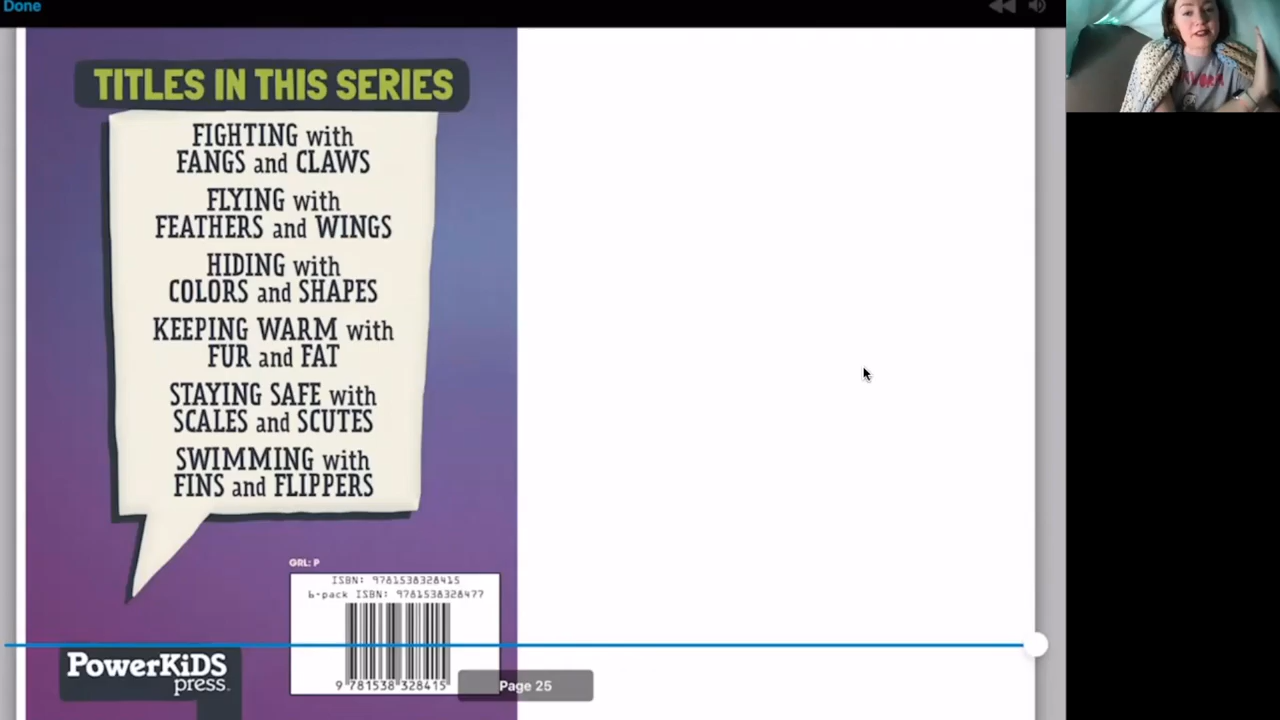 Done
TITLES IN THIS SERIES
FIGHTING with
FANGS and CLAWS
FLYING with
FEATHERS and WINGS
HIDING with
COLORS and SHAPES
KEEPING WARM with
FUR and FAT
STAYING SAFE with
SCALES and SCUTES
SWIMMING with
FINS and FLIPPERS
GRL: P
ISBN: 9781538328415
6-pack ISBN: 9781538328477
9 781538 328415
PowerKiDS
press
Page 25